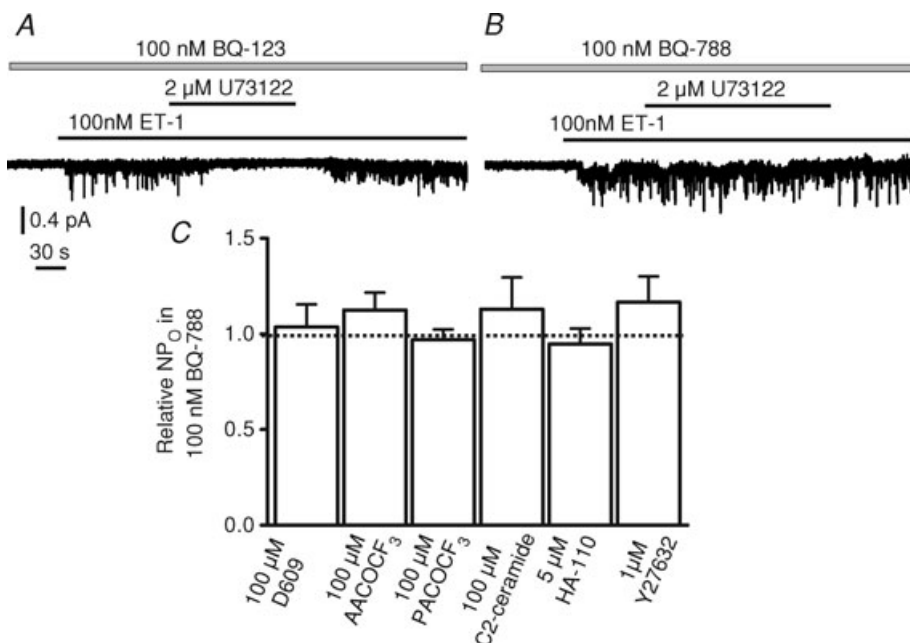 A
100 nM BQ-123
2 µM U73122
100nM ET-1
0.4 pA
30 s
B
100 nM BQ-788
2 µM U73122
100nM ET-1
C
Relative NPO in
100 nM BQ-788
1.5
1.0
0.5
0.0
100 µM
D609
100 µM
AACOCF3
100 µM
PACOCF3
100 µM
C2-ceramide
5 µM
HA-110
1µM
Y27632